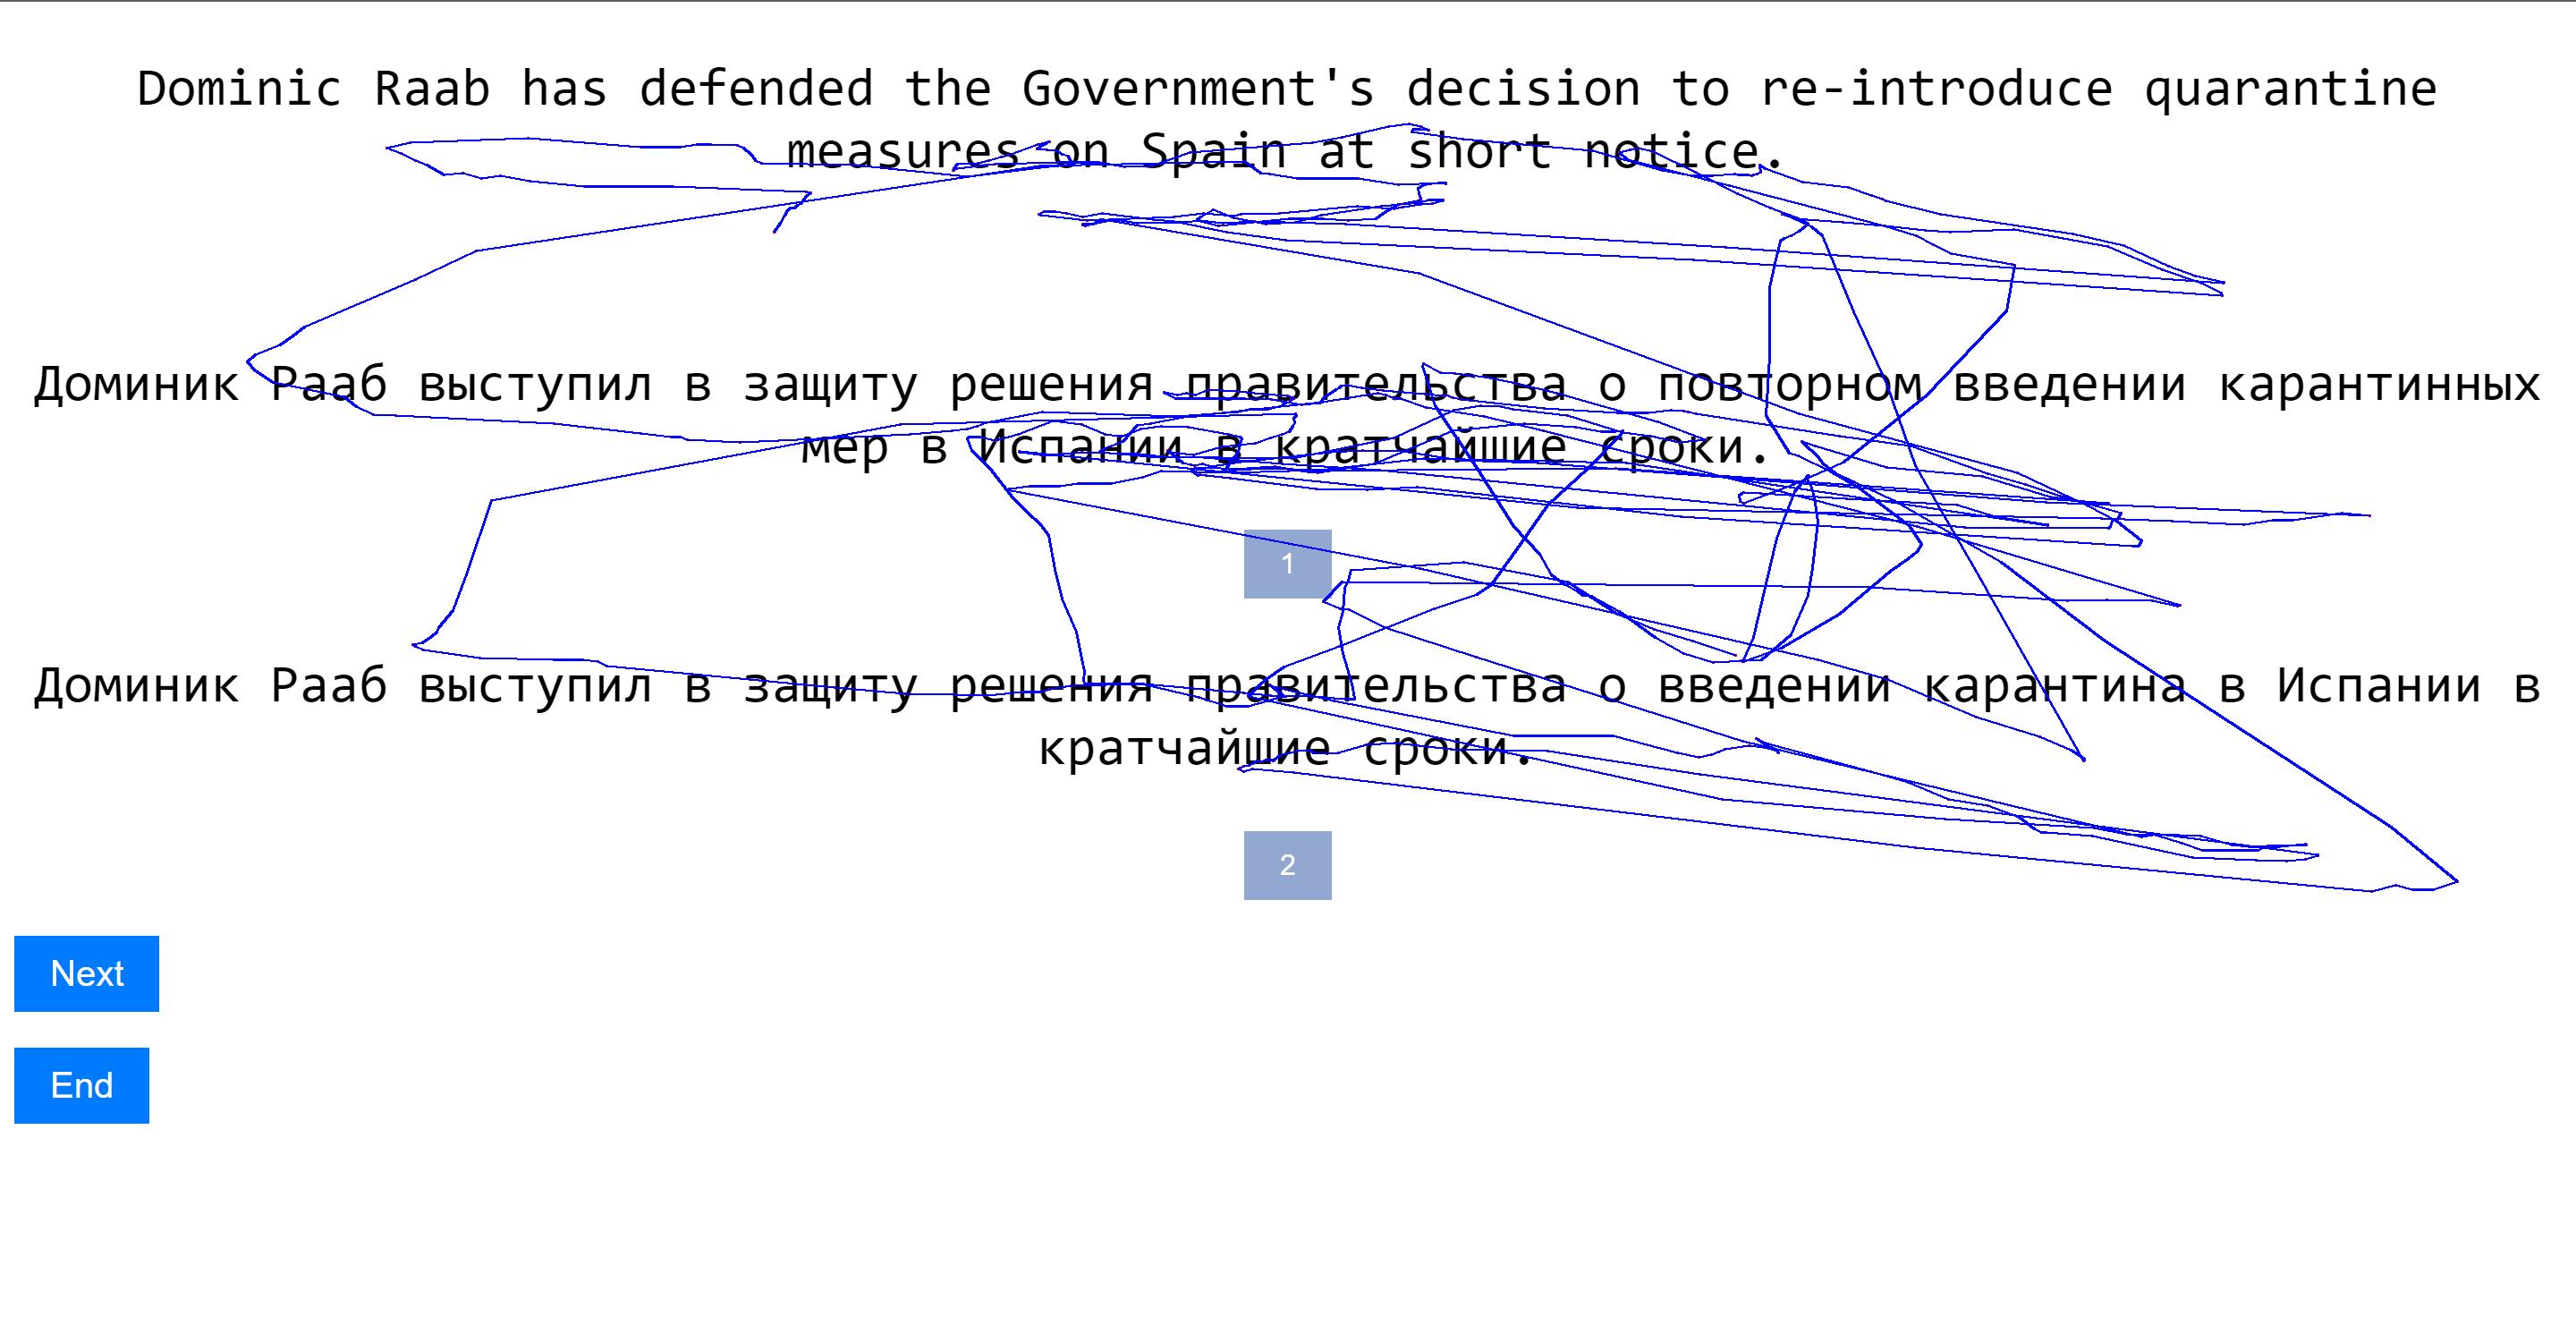 Dominic Raab has defended the Government's decision to re-introduce quarantine
measures on Spain at short notice.
Доминик Рааб выступил в защиту решения правительства о повторном введении карантинных
мер в Испании в кратчайшие сроки.
1
Доминик Рааб выступил в защиту решения правительства о введении карантина в Испании в
кратчайшие сроки.
2
Next
End